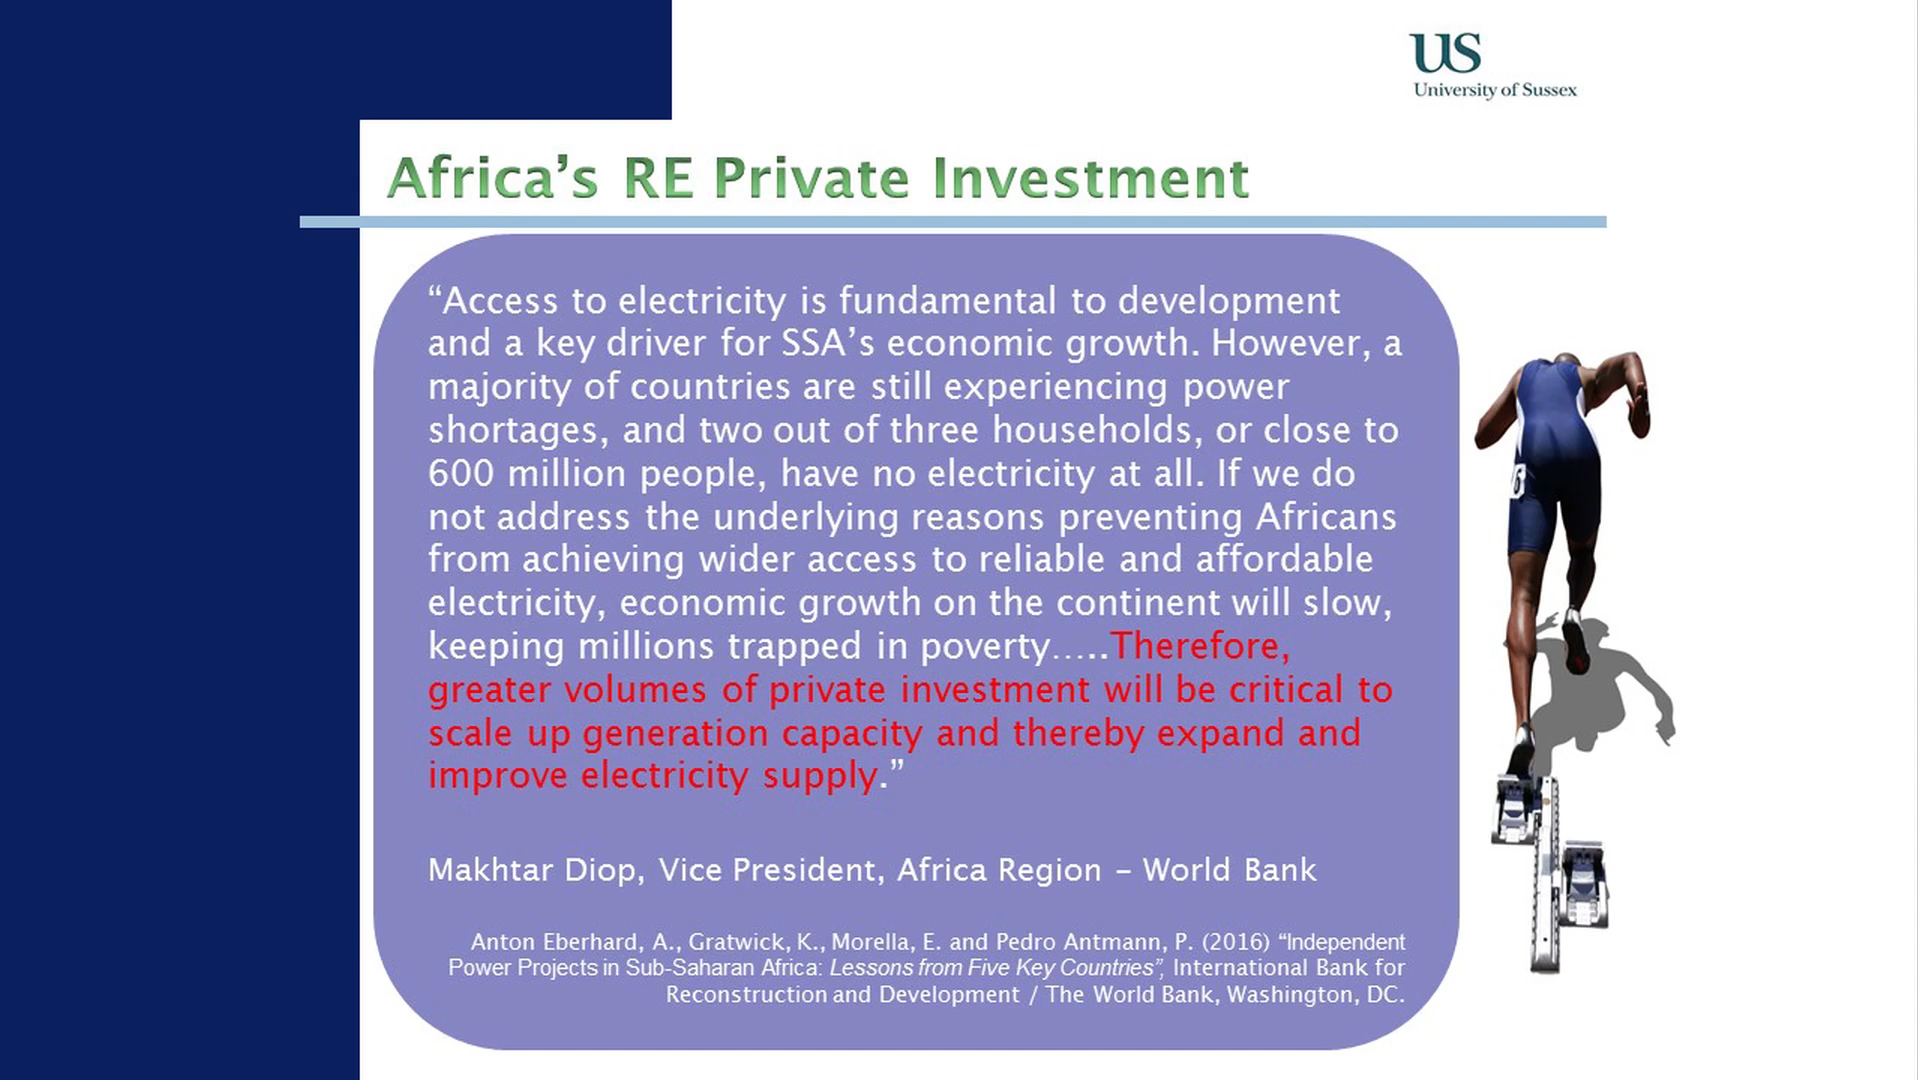 US
University of Sussex
Africa’s RE Private Investment
“Access to electricity is fundamental to development
and a key driver for SSA’s economic growth. However, a
majority of countries are still experiencing power
shortages, and two out of three households, or close to
600 million people, have no electricity at all. If we do
not address the underlying reasons preventing Africans
from achieving wider access to reliable and affordable
electricity, economic growth on the continent will slow,
keeping millions trapped in poverty…..Therefore,
greater volumes of private investment will be critical to
scale up generation capacity and thereby expand and
improve electricity supply.”
Makhtar Diop, Vice President, Africa Region – World Bank
Anton Eberhard, A., Gratwick, K., Morella, E. and Pedro Antmann, P. (2016) “Independent
Power Projects in Sub-Saharan Africa: Lessons from Five Key Countries”, International Bank for
Reconstruction and Development / The World Bank, Washington, DC.